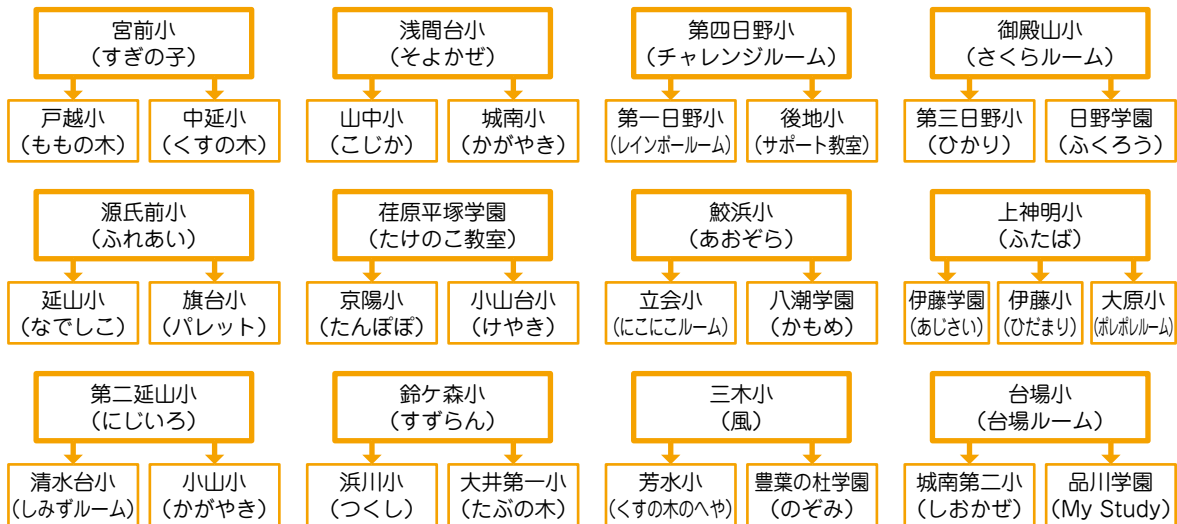 宮前小
（すぎの子）
戸越小
（ももの木）
中延小
（くすの木）
浅間台小
（そよかぜ）
山中小
（こじか）
城南小
（かがやき）
第四日野小
（チャレンジルーム）
第一日野小
（レインボールーム）
後地小
（サポート教室）
御殿山小
（さくらルーム）
第三日野小
（ひかり）
日野学園
（ふくろう）
源氏前小
（ふれあい）
延山小
（なでしこ）
旗台小
（パレット）
荏原平塚学園
（たけのこ教室）
京陽小
（たんぽぽ）
小山台小
（けやき）
鮫浜小
（あおぞら）
立会小
（にこにこルーム）
八潮学園
（かもめ）
上神明小
（ふたば）
伊藤学園
（あじさい）
伊藤小
（ひだまり）
大原小
（ポレポレルーム）
第二延山小
（にじいろ）
清水台小
（しみずルーム）
小山小
（かがやき）
鈴ケ森小
（すずらん）
浜川小
（つくし）
大井第一小
（たぶの木）
三木小
（風）
芳水小
（くすの木のへや）
豊葉の杜学園
（のぞみ）
台場小
（台場ルーム）
城南第二小
（しおかぜ）
品川学園
（My Study）